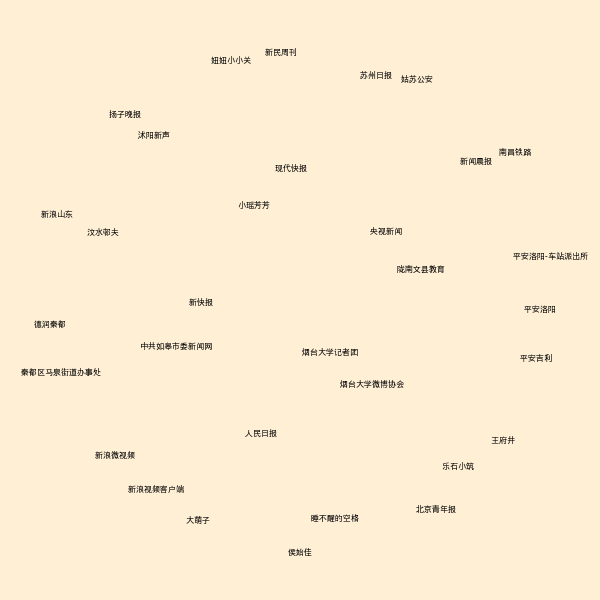 新民周刊
妞妞小小关
苏州日报
姑苏公安
扬子晚报
沭阳新声
南昌铁路
新闻晨报
现代快报
小瑶芳芳
新浪山东
汶水邨夫
央视新闻
平安洛阳-车站派出所
陇南文县教育
新快报
平安洛阳
德润秦都
中共如皋市委新闻网
烟台大学记者团
平安吉利
秦都区马泉街道办事处
烟台大学微博协会
人民日报
王府井
新浪微视频
乐石小筑
新浪视频客户端
北京青年报
大萌子
睡不醒的空格
侯始佳